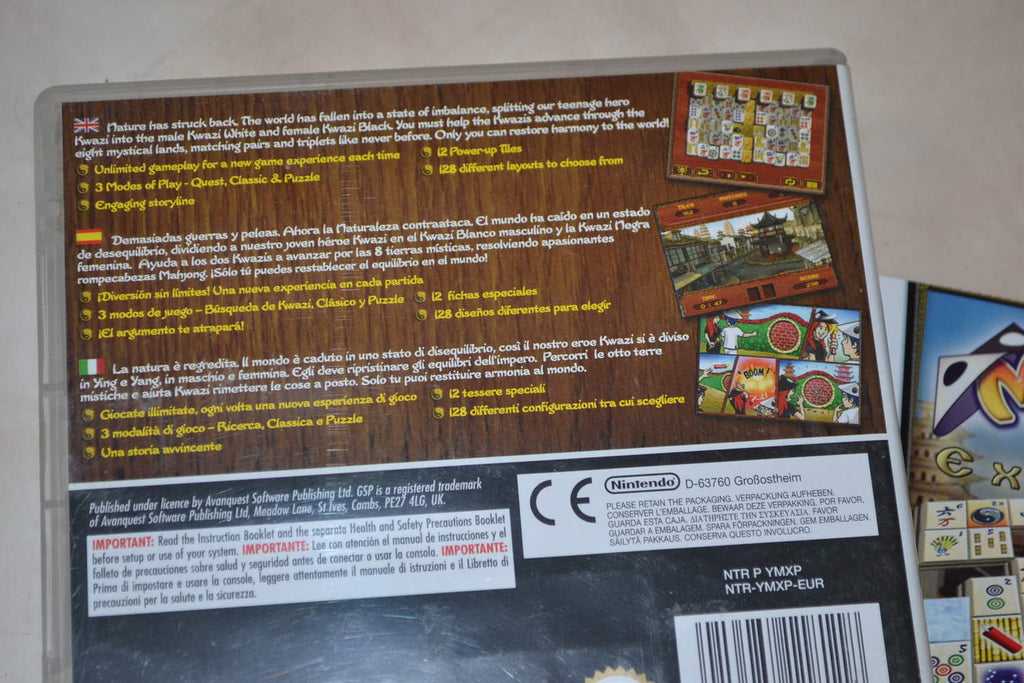 Nature has struck back. The world has fallen into a state of imbalance, splitting our teenage hero
Kwazi into the male Kwazi White and female Kwazi Black. You must help the Kwazis advance through the
eight mystical lands, matching pairs and triplets like never before. Only you can restore harmony to the world!
Unlimited gameplay for a new game experience each time
3 Modes of Play - Quest, Classic & Puzzle
Engaging storyline
12 Power-up Tiles
128 different layouts to choose from
Demasiadas guerras y peleas. Ahora la Naturaleza contraataca. El mundo ha caído en un estado
de desequilibrio, dividiendo a nuestro joven héroe Kwazi en el Kwazi Blanco masculino y la Kwazi Negra
femenina. Ayuda a los dos Kwazis a avanzar por las 8 tierras místicas, resolviendo apasionantes
rompecabezas Mahjong. ¡Sólo tú puedes restablecer el equilibrio en el mundo!
¡Diversión sin límites! Una nueva experiencia en cada partida
3 modos de juego - Búsqueda de Kwazi, Clásico y Puzzle
¡El argumento te atrapará!
12 fichas especiales
128 diseños diferentes para elegir
La natura è regredita. Il mondo è caduto in uno stato di disequilibrio, così il nostro eroe Kwazi si è diviso
in Ying e Yang, in maschio e femmina. Egli deve ripristinare gli equilibri dell'impero. Percorri le otto terre
mistiche e aiuta Kwazi rimettere le cose a posto. Solo tu puoi restituire armonia al mondo.
Giocate illimitate, ogni volta una nuova esperienza di gioco
3 modalità di gioco - Ricerca, Classica e Puzzle
Una storia avvincente
12 tessere speciali
128 differenti configurazioni tra cui scegliere
TILES
TIME
0:47
SCORE
BOOM!
Published under licence by Avanquest Software Publishing Ltd. GSP is a registered trademark
of Avanquest Software Publishing Ltd, Meadow Lane, St Ives, Cambs, PE27 4LG, UK.
IMPORTANT: Read the Instruction Booklet and the separate Health and Safety Precautions Booklet
before setup or use of your system. IMPORTANTE: Lee con atención el manual de instrucciones y el
folleto de precauciones sobre salud y seguridad antes de conectar o usar la consola. IMPORTANTE:
Prima di impostare e usare la console, leggere attentamente il manuale di istruzioni e il Libretto di
precauzioni per la salute e la sicurezza.
CE
Nintendo D-63760 Großostheim
PLEASE RETAIN THE PACKAGING. VERPACKUNG AUFHEBEN.
CONSERVER L'EMBALLAGE. BEWAAR DEZE VERPAKKING. POR FAVOR,
GUARDA ESTA CAJA. ΔΙΑΤΗΡΗΣΤΕ ΤΗΝ ΣΥΣΚΕΥΑΣΙΑ. FAVOR
GUARDAR A EMBALAGEM. SPARA FÖRPACKNINGEN. GEM EMBALLAGEN.
SÄILYTÄ PAKKAUS. CONSERVA QUESTO INVOLUCRO.
NTR P YMXP
NTR-YMXP-EUR
M
Ex